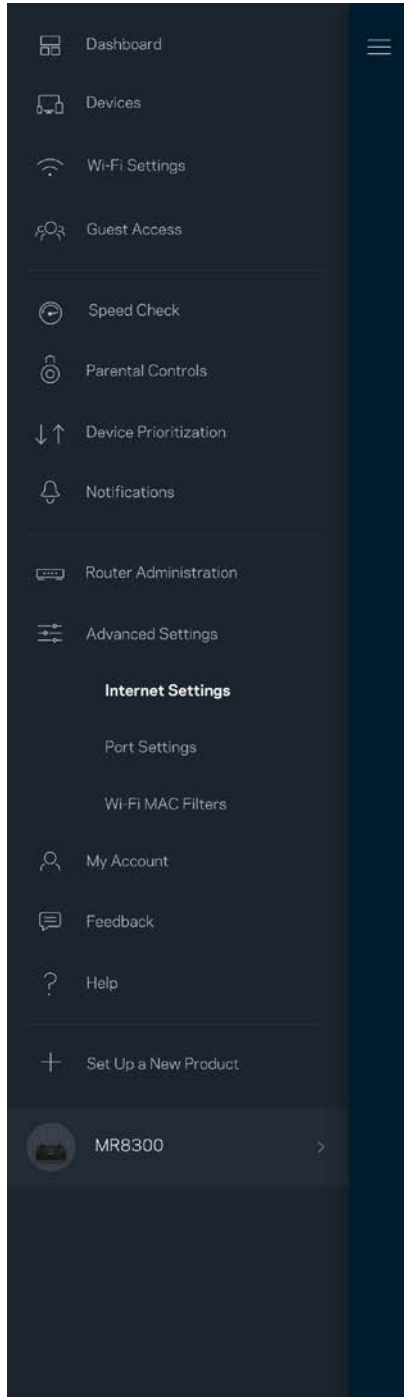 Dashboard
Devices
Wi-Fi Settings
Guest Access
Speed Check
Parental Controls
Device Prioritization
Notifications
Router Administration
Advanced Settings
Internet Settings
Port Settings
Wi-Fi MAC Filters
My Account
Feedback
Help
Set Up a New Product
MR8300